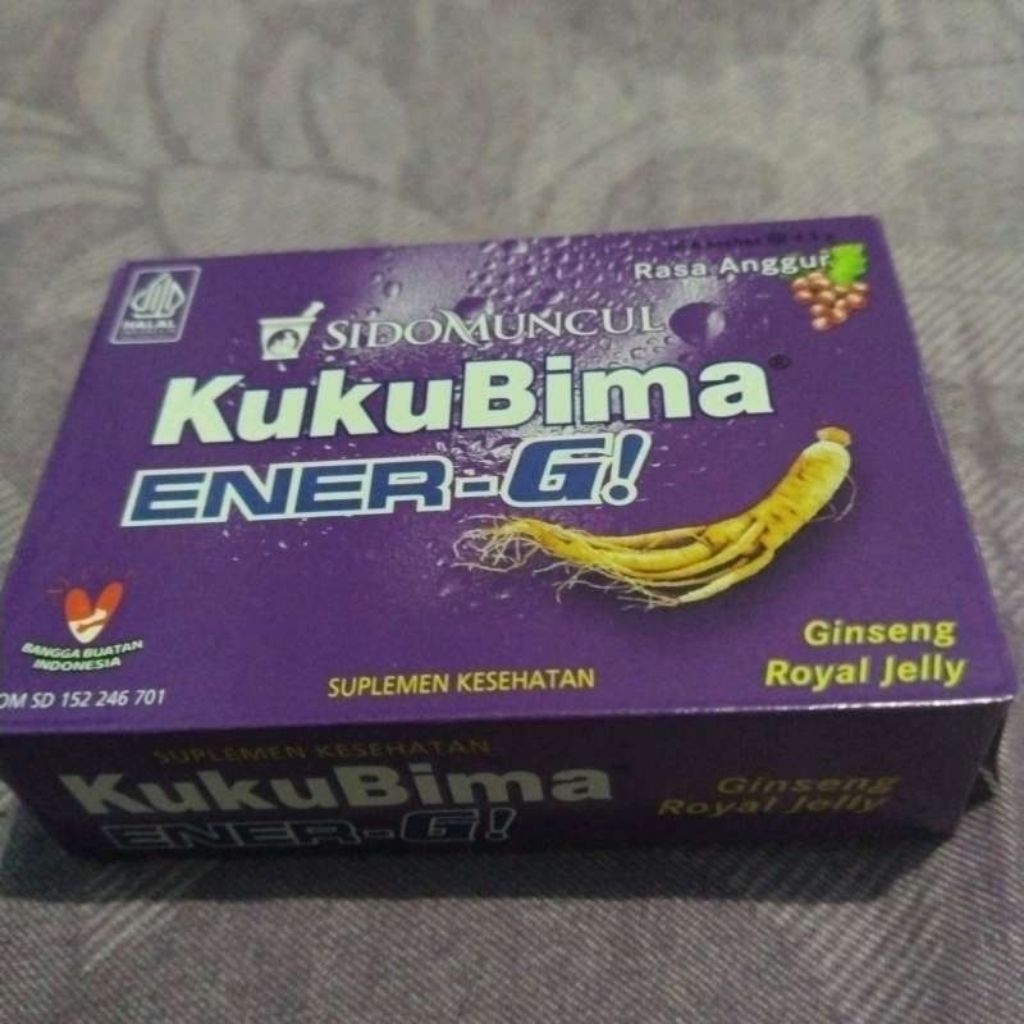 Rasa Anggur
HALAL
SIDOMUNCUL
KukuBima®
ENER-G!
BANGGA BUATAN
INDONESIA
Ginseng
Royal Jelly
OM SD 152 246 701
SUPLEMEN KESEHATAN
SUPLEMEN KESEHATAN
KukuBima
ENER-G!
Ginseng
Royal Jelly